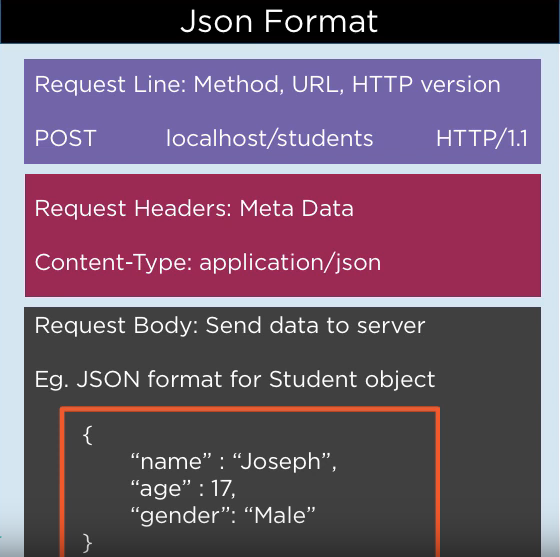 Json Format
Request Line: Method, URL, HTTP version
POST localhost/students HTTP/1.1
Request Headers: Meta Data
Content-Type: application/json
Request Body: Send data to server
Eg. JSON format for Student object
{
“name” : “Joseph”,
“age” : 17,
“gender”: “Male”
}